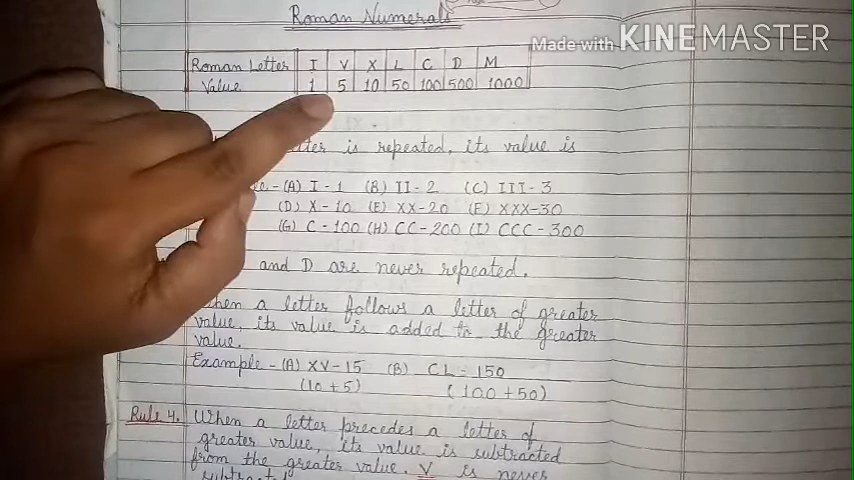 Roman Numerals
Made with KINEMASTER
Roman Letter I V X L C D M
Value 1 5 10 50 100 500 1000
is repeated, its value is
(A) I - 1 (B) II - 2 (C) III - 3
(D) X - 10 (E) XX - 20 (F) XXX - 30
(G) C - 100 (H) CC - 200 (I) CCC - 300
and D are never repeated.
When a letter follows a letter of greater
value, its value is added to the greater
value.
Example - (A) XV - 15 (B) CL = 150
(10 + 5) (100 + 50)
Rule 4. When a letter precedes a letter of
greater value, its value is subtracted
from the greater value. V is never